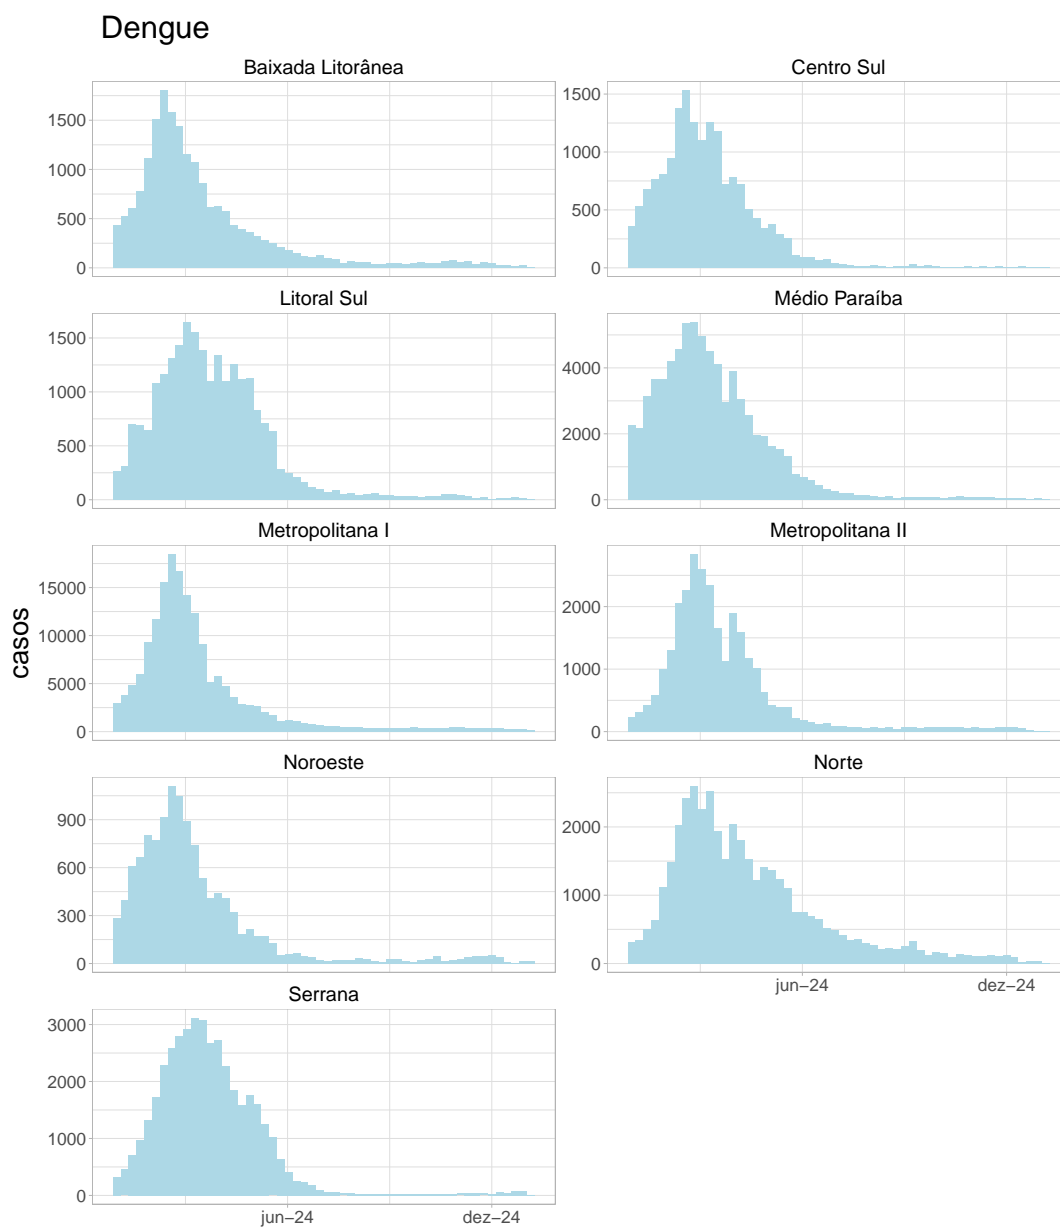 Dengue
Baixada Litorânea
Centro Sul
1500
1000
500
0
1500
1000
500
0
Litoral Sul
Médio Paraíba
1500
1000
500
0
4000
2000
0
Metropolitana I
Metropolitana II
15000
10000
5000
0
2000
1000
0
casos
Noroeste
Norte
900
600
300
0
2000
1000
0
jun−24
dez−24
Serrana
3000
2000
1000
0
jun−24
dez−24